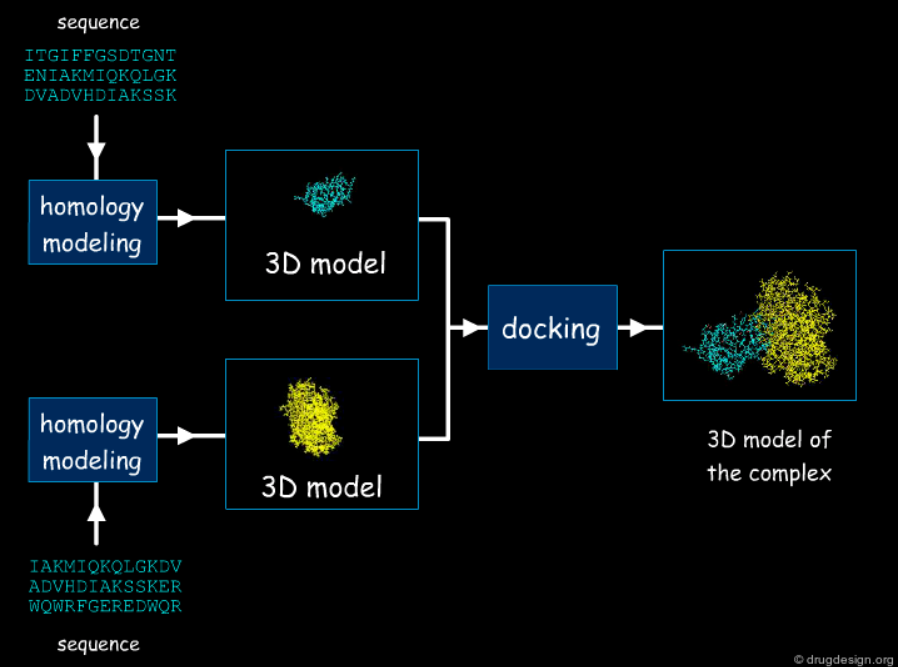 sequence
ITGIFFGSDTGNT
ENIAKMIQKQLGK
DVADVHDIAKSSK
homology
modeling
3D model
homology
modeling
3D model
IAKMIQKQLGKDV
ADVHDIAKSSKER
WQWRFGEREDWQR
sequence
docking
3D model of
the complex
© drugdesign.org